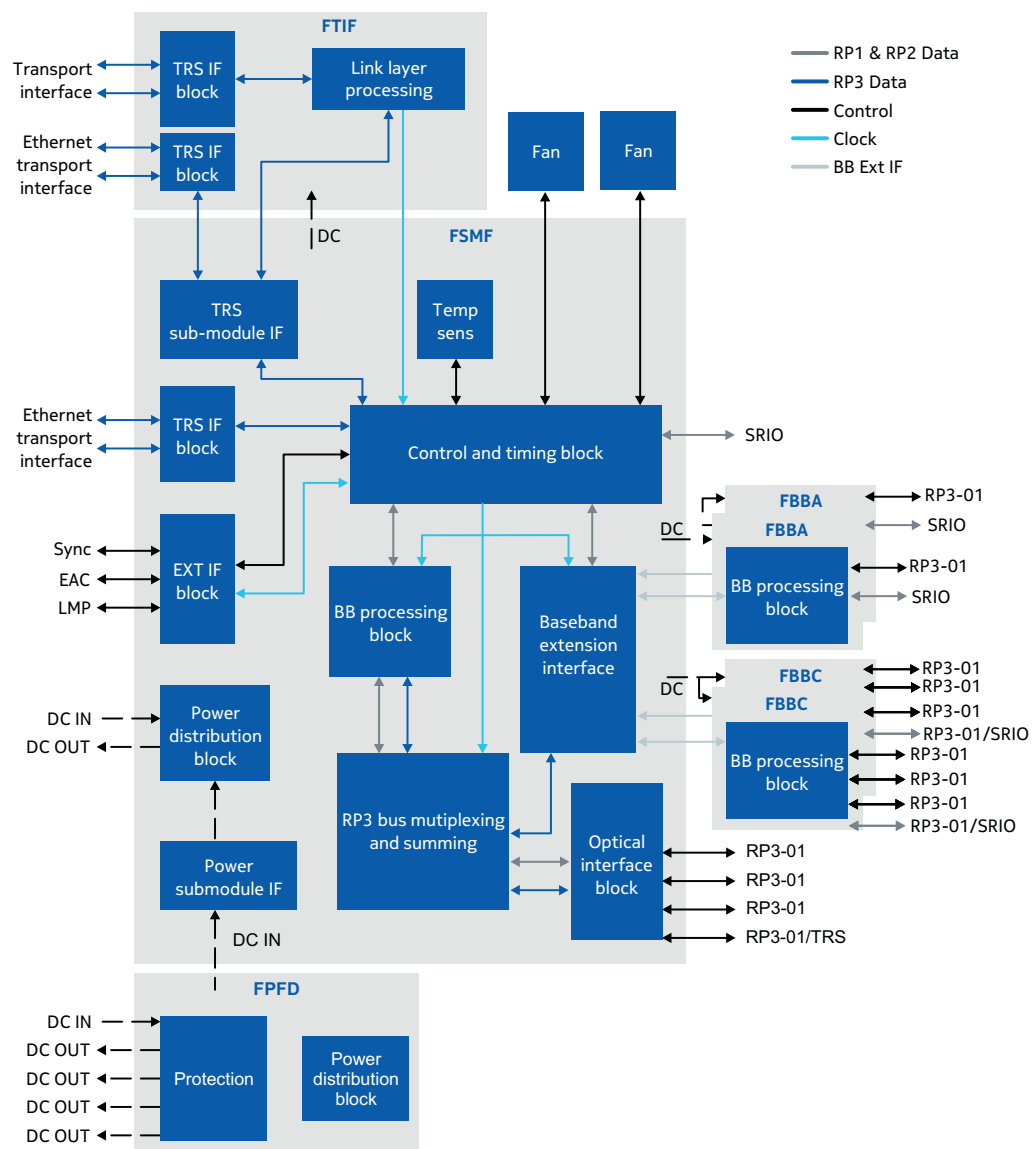 FTIF
Transport
interface
TRS IF
block
Link layer
processing
Ethernet
transport
interface
TRS IF
block
DC
RP1 & RP2 Data
RP3 Data
Control
Clock
BB Ext IF
Fan
Fan
FSMF
TRS
sub-module IF
Temp
sens
Ethernet
transport
interface
TRS IF
block
Control and timing block
SRIO
Sync
EAC
LMP
EXT IF
block
BB processing
block
Baseband
extension
interface
DC
FBBA
FBBA
BB processing
block
RP3-01
SRIO
RP3-01
SRIO
DC
FBBC
FBBC
BB processing
block
RP3-01
RP3-01
RP3-01
RP3-01/SRIO
RP3-01
RP3-01
RP3-01
RP3-01/SRIO
DC IN
DC OUT
Power
distribution
block
Power
submodule IF
DC IN
RP3 bus mutiplexing
and summing
Optical
interface
block
RP3-01
RP3-01
RP3-01
RP3-01/TRS
FPFD
DC IN
DC OUT
DC OUT
DC OUT
DC OUT
Protection
Power
distribution
block